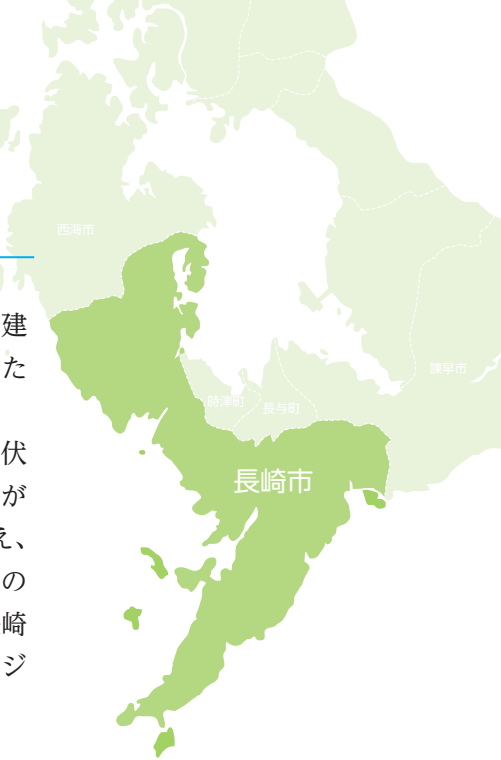 西海市
建
た
諫早市
時津町
長与町
伏
が
長崎市
え、
の
崎
ジ